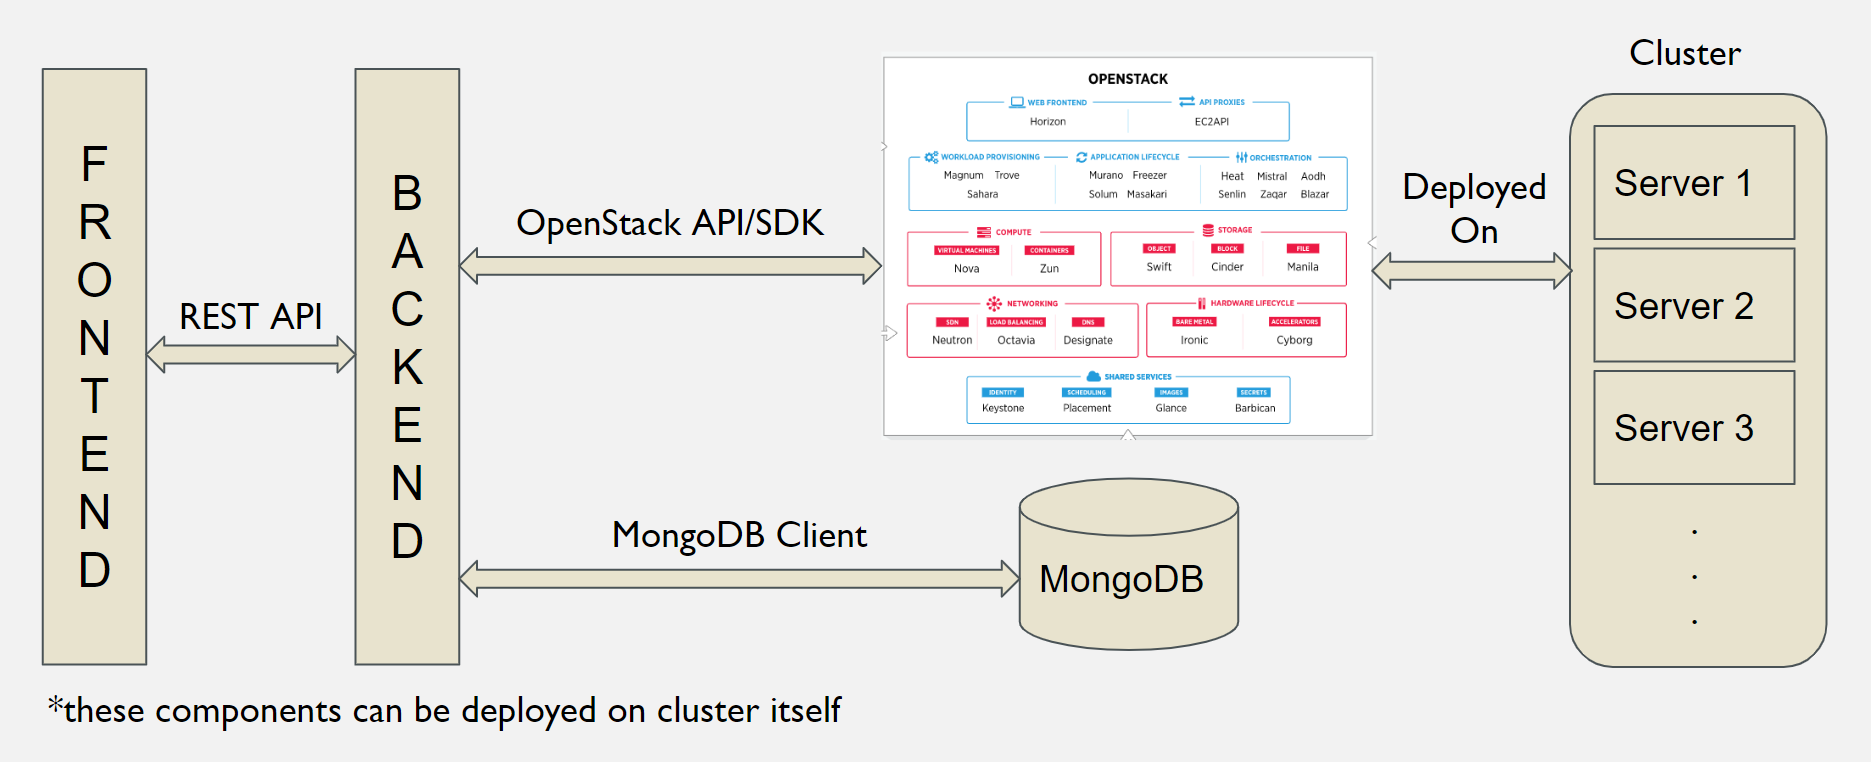 FRONTEND
REST API
BACKEND
OpenStack API/SDK
MongoDB Client
OPENSTACK
WEB FRONTEND API PROXIES
Horizon EC2API
WORKLOAD PROVISIONING APPLICATION LIFECYCLE ORCHESTRATION
Magnum Trove Murano Freezer Heat Mistral Aodh
Sahara Solum Masakari Senlin Zaqar Blazar
COMPUTE STORAGE
VIRTUAL MACHINES CONTAINERS OBJECT BLOCK FILE
Nova Zun Swift Cinder Manila
NETWORKING HARDWARE LIFECYCLE
SDN LOAD BALANCING DNS BARE METAL ACCELERATORS
Neutron Octavia Designate Ironic Cyborg
SHARED SERVICES
IDENTITY SCHEDULING IMAGES SECRETS
Keystone Placement Glance Barbican
MongoDB
Deployed
On
Cluster
Server 1
Server 2
Server 3
.
.
.
*these components can be deployed on cluster itself